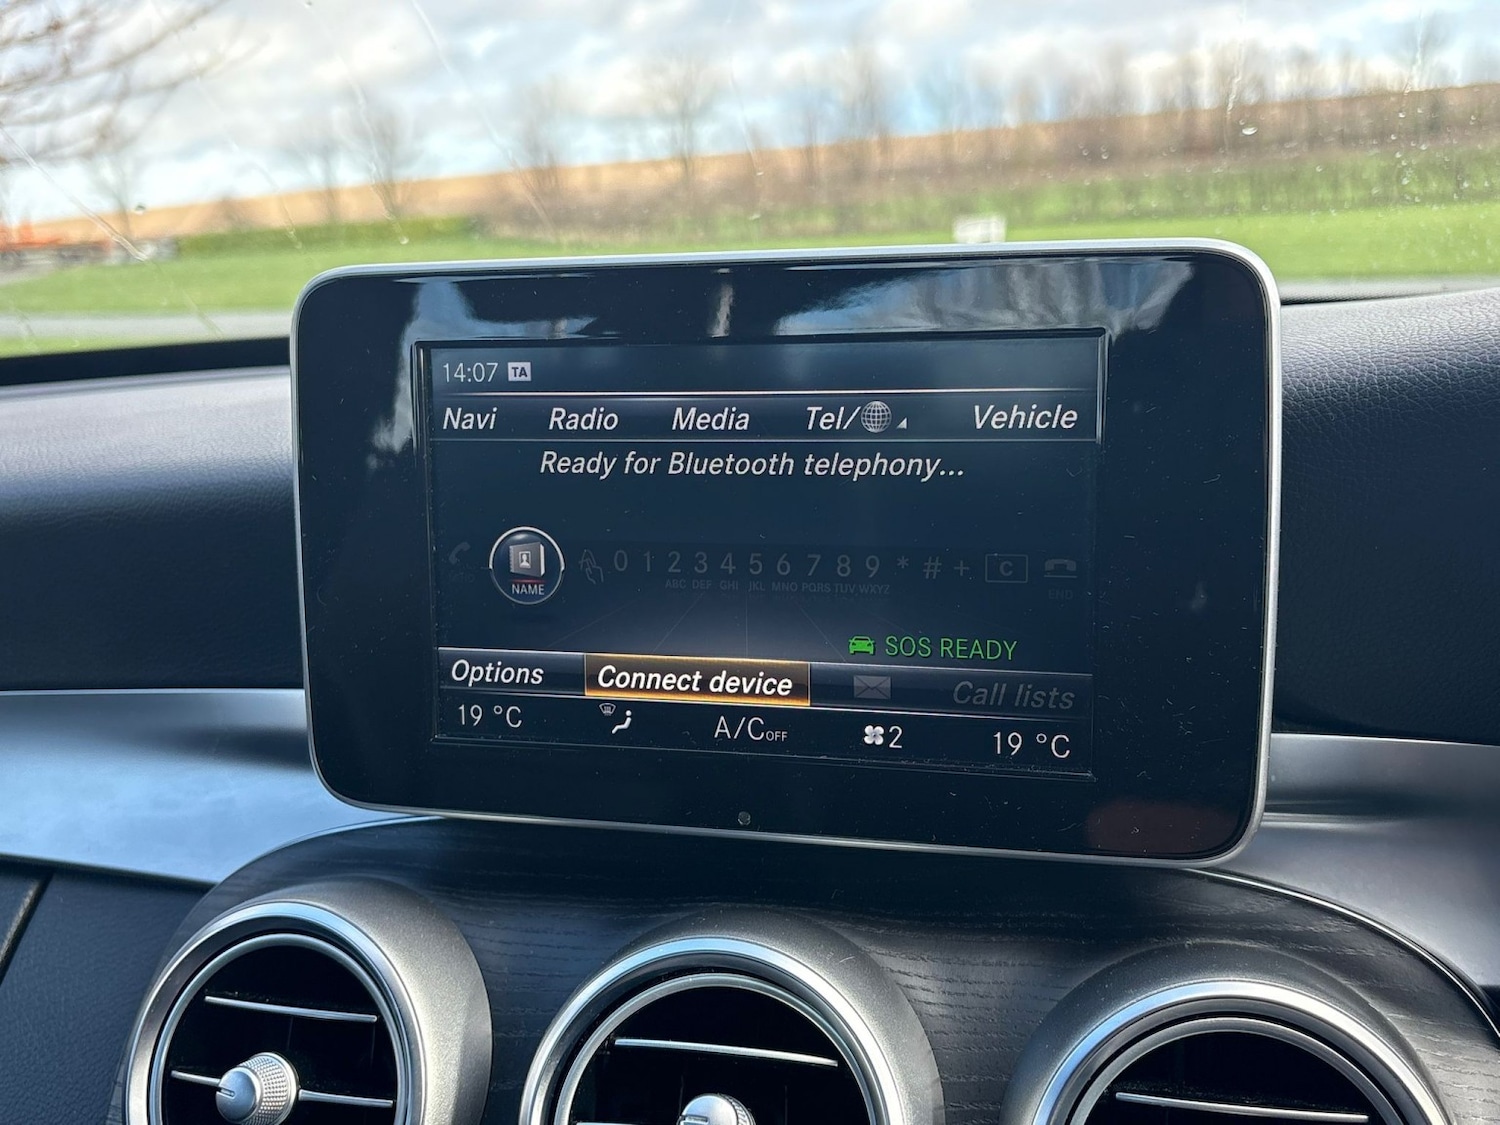 14:07 TA
Navi Radio Media Tel/ Vehicle
Ready for Bluetooth telephony...
NAME 0 1 2 3 4 5 6 7 8 9 * # + C
ABC DEF GHI JKL MNO PQRS TUV WXYZ
END
SOS READY
Options Connect device Call lists
19 °C A/C OFF 2 19 °C